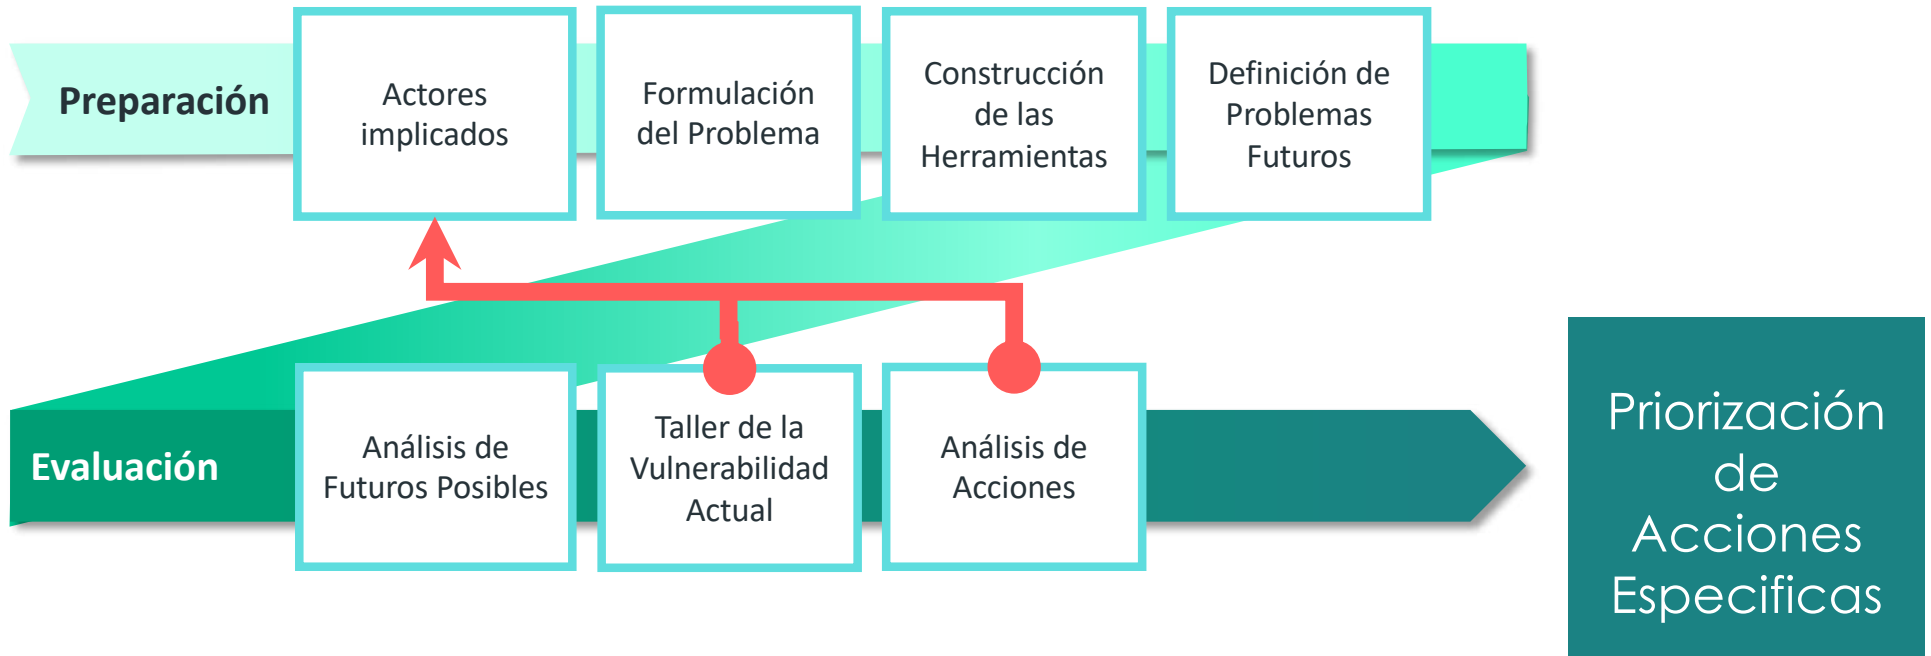 Preparación
Actores
implicados
Formulación
del Problema
Construcción
de las
Herramientas
Definición de
Problemas
Futuros
Evaluación
Análisis de
Futuros Posibles
Taller de la
Vulnerabilidad
Actual
Análisis de
Acciones
Priorización
de
Acciones
Especificas